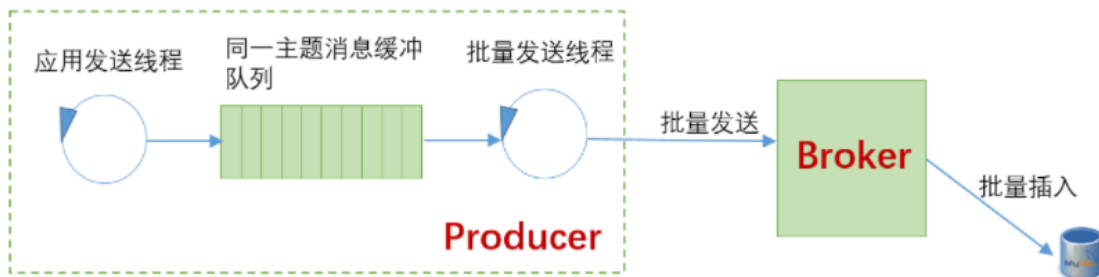 应用发送线程
同一主题消息缓冲
队列
批量发送线程
批量发送
Broker
批量插入
Producer
MySQL